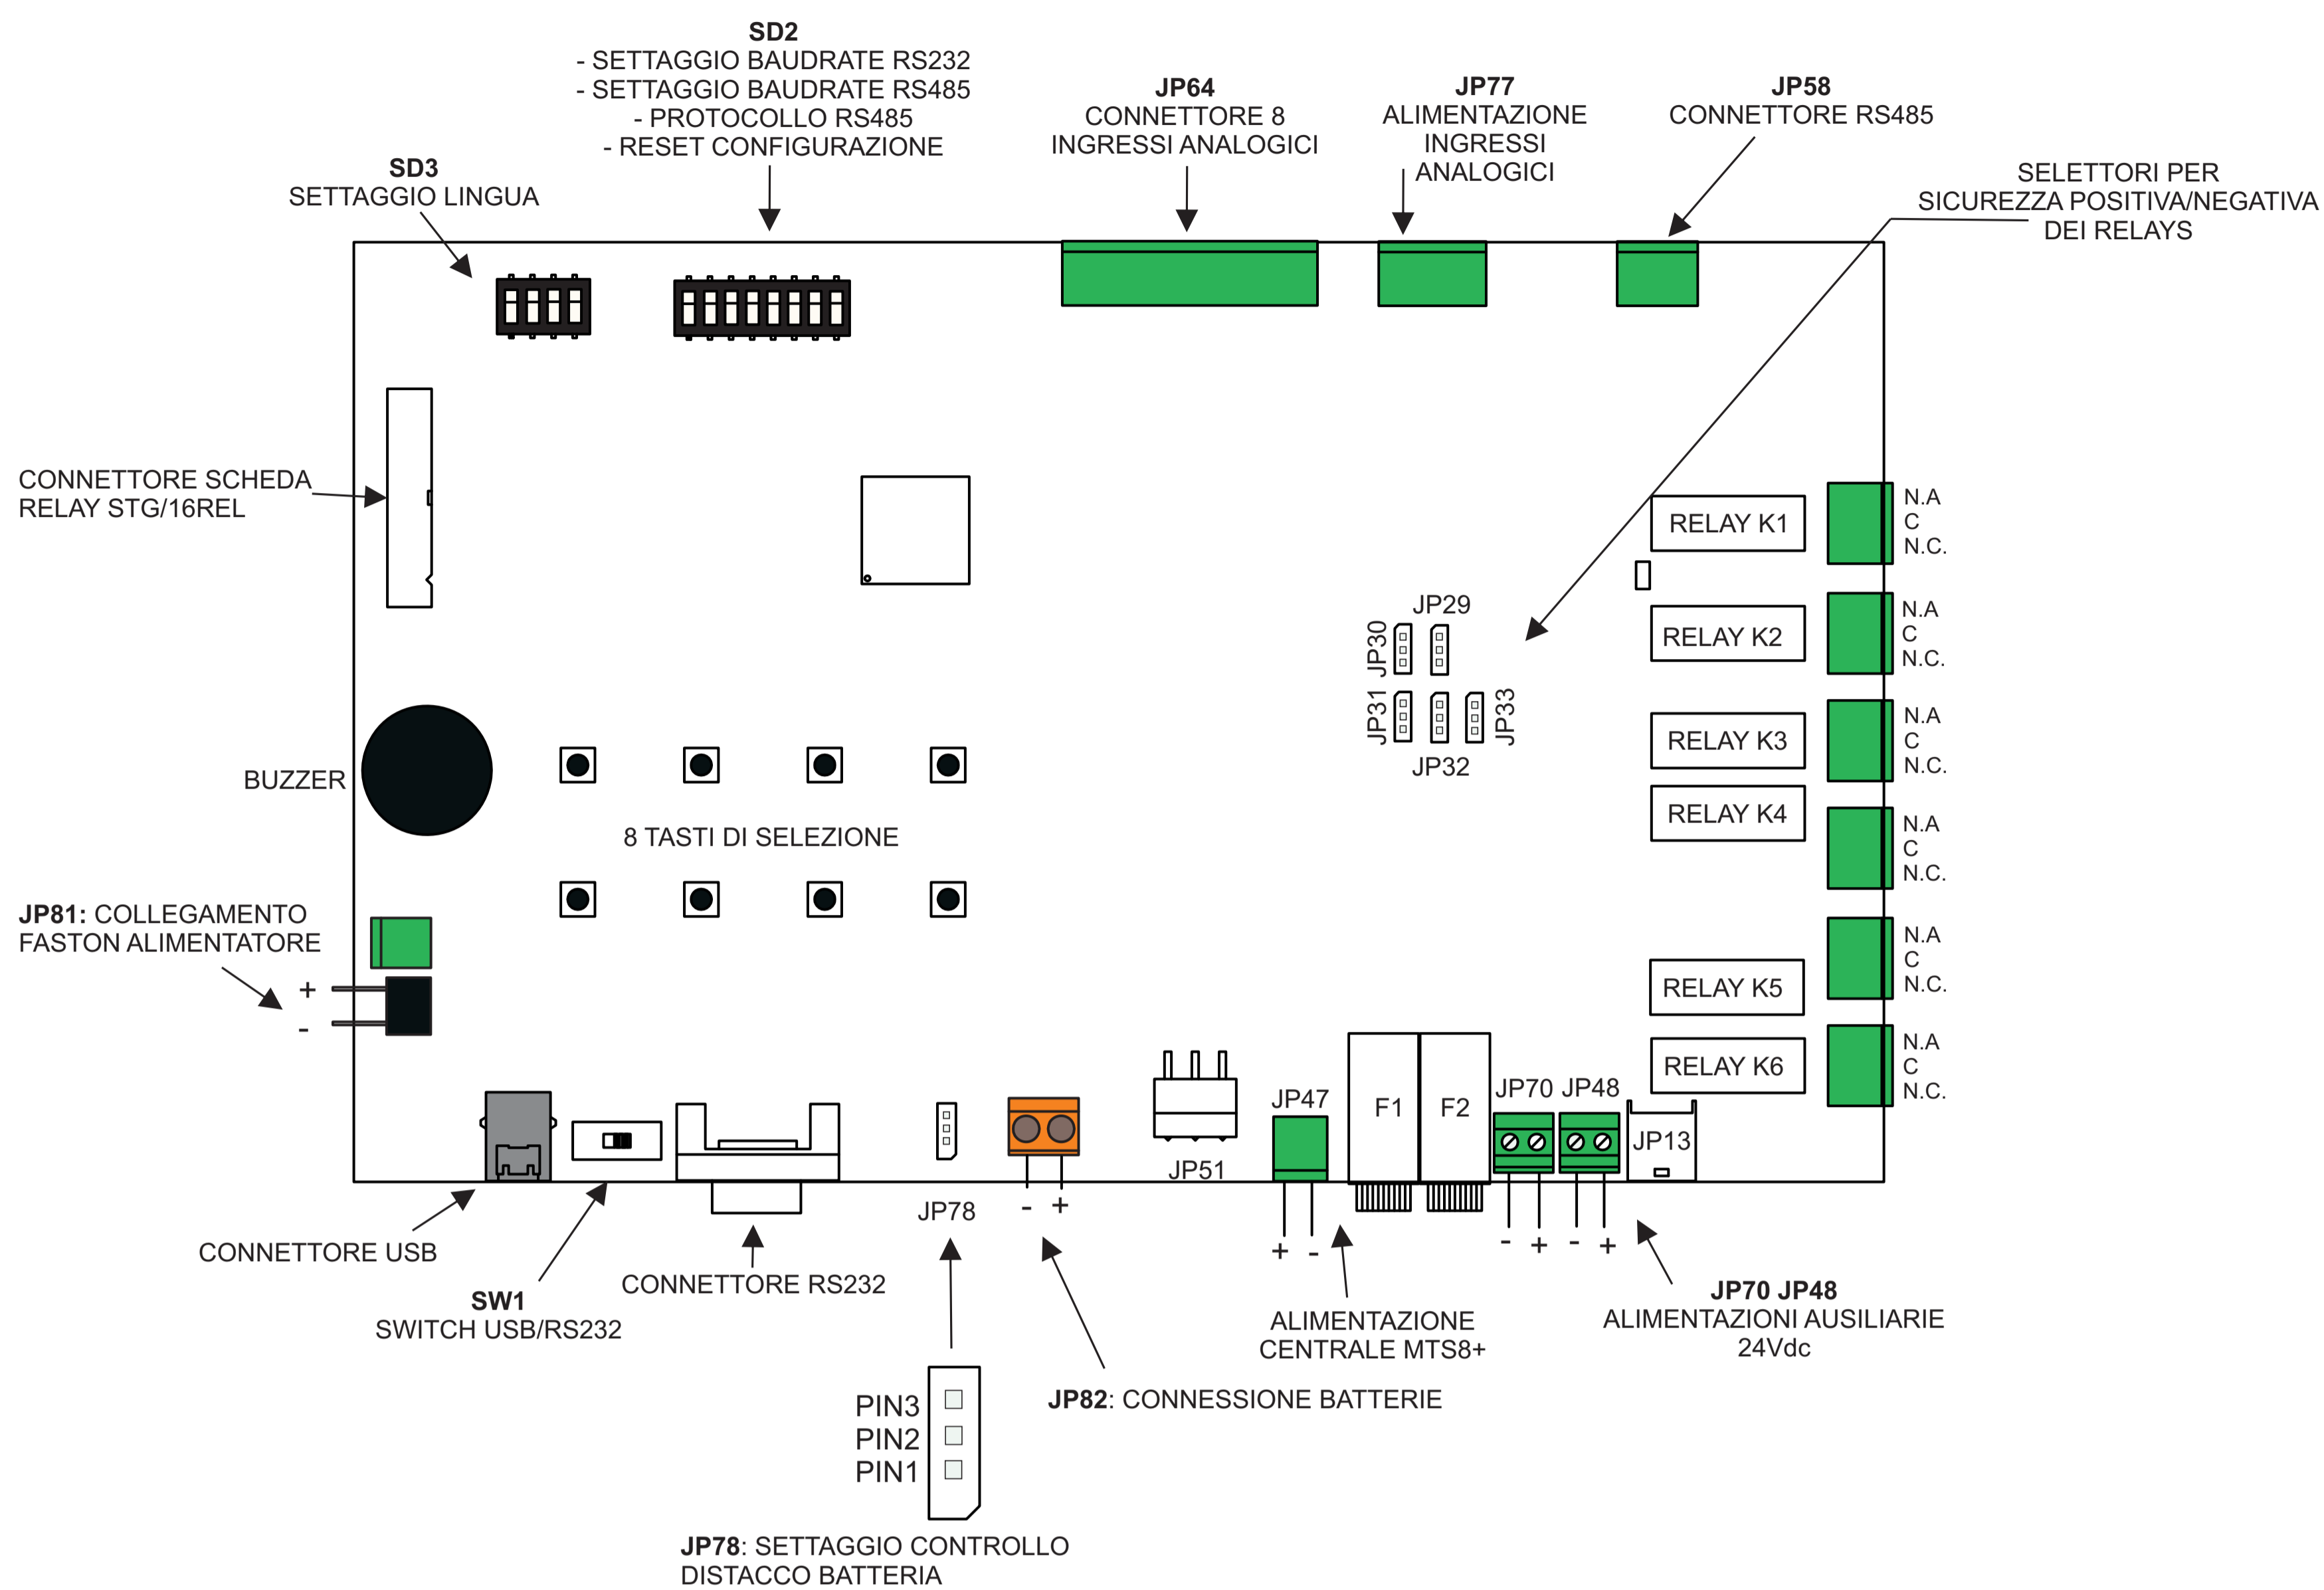 SD2
- SETTAGGIO BAUDRATE RS232
- SETTAGGIO BAUDRATE RS485
- PROTOCOLLO RS485
- RESET CONFIGURAZIONE
SD3
SETTAGGIO LINGUA
JP64
CONNETTORE 8
INGRESSI ANALOGICI
JP77
ALIMENTAZIONE
INGRESSI
ANALOGICI
JP58
CONNETTORE RS485
SELETTORI PER
SICUREZZA POSITIVA/NEGATIVA
DEI RELAYS
CONNETTORE SCHEDA
RELAY STG/16REL
RELAY K1
N.A
C
N.C.
RELAY K2
N.A
C
N.C.
JP29
JP30
JP31
JP33
JP32
RELAY K3
N.A
C
N.C.
RELAY K4
N.A
C
N.C.
BUZZER
8 TASTI DI SELEZIONE
JP81: COLLEGAMENTO
FASTON ALIMENTATORE
+
-
RELAY K5
N.A
C
N.C.
RELAY K6
N.A
C
N.C.
JP51
JP47
F1
F2
JP70
JP48
JP13
JP78
- +
+ -
- +
- +
CONNETTORE USB
SW1
SWITCH USB/RS232
CONNETTORE RS232
ALIMENTAZIONE
CENTRALE MTS8+
JP70 JP48
ALIMENTAZIONI AUSILIARIE
24Vdc
JP82: CONNESSIONE BATTERIE
PIN3
PIN2
PIN1
JP78: SETTAGGIO CONTROLLO
DISTACCO BATTERIA